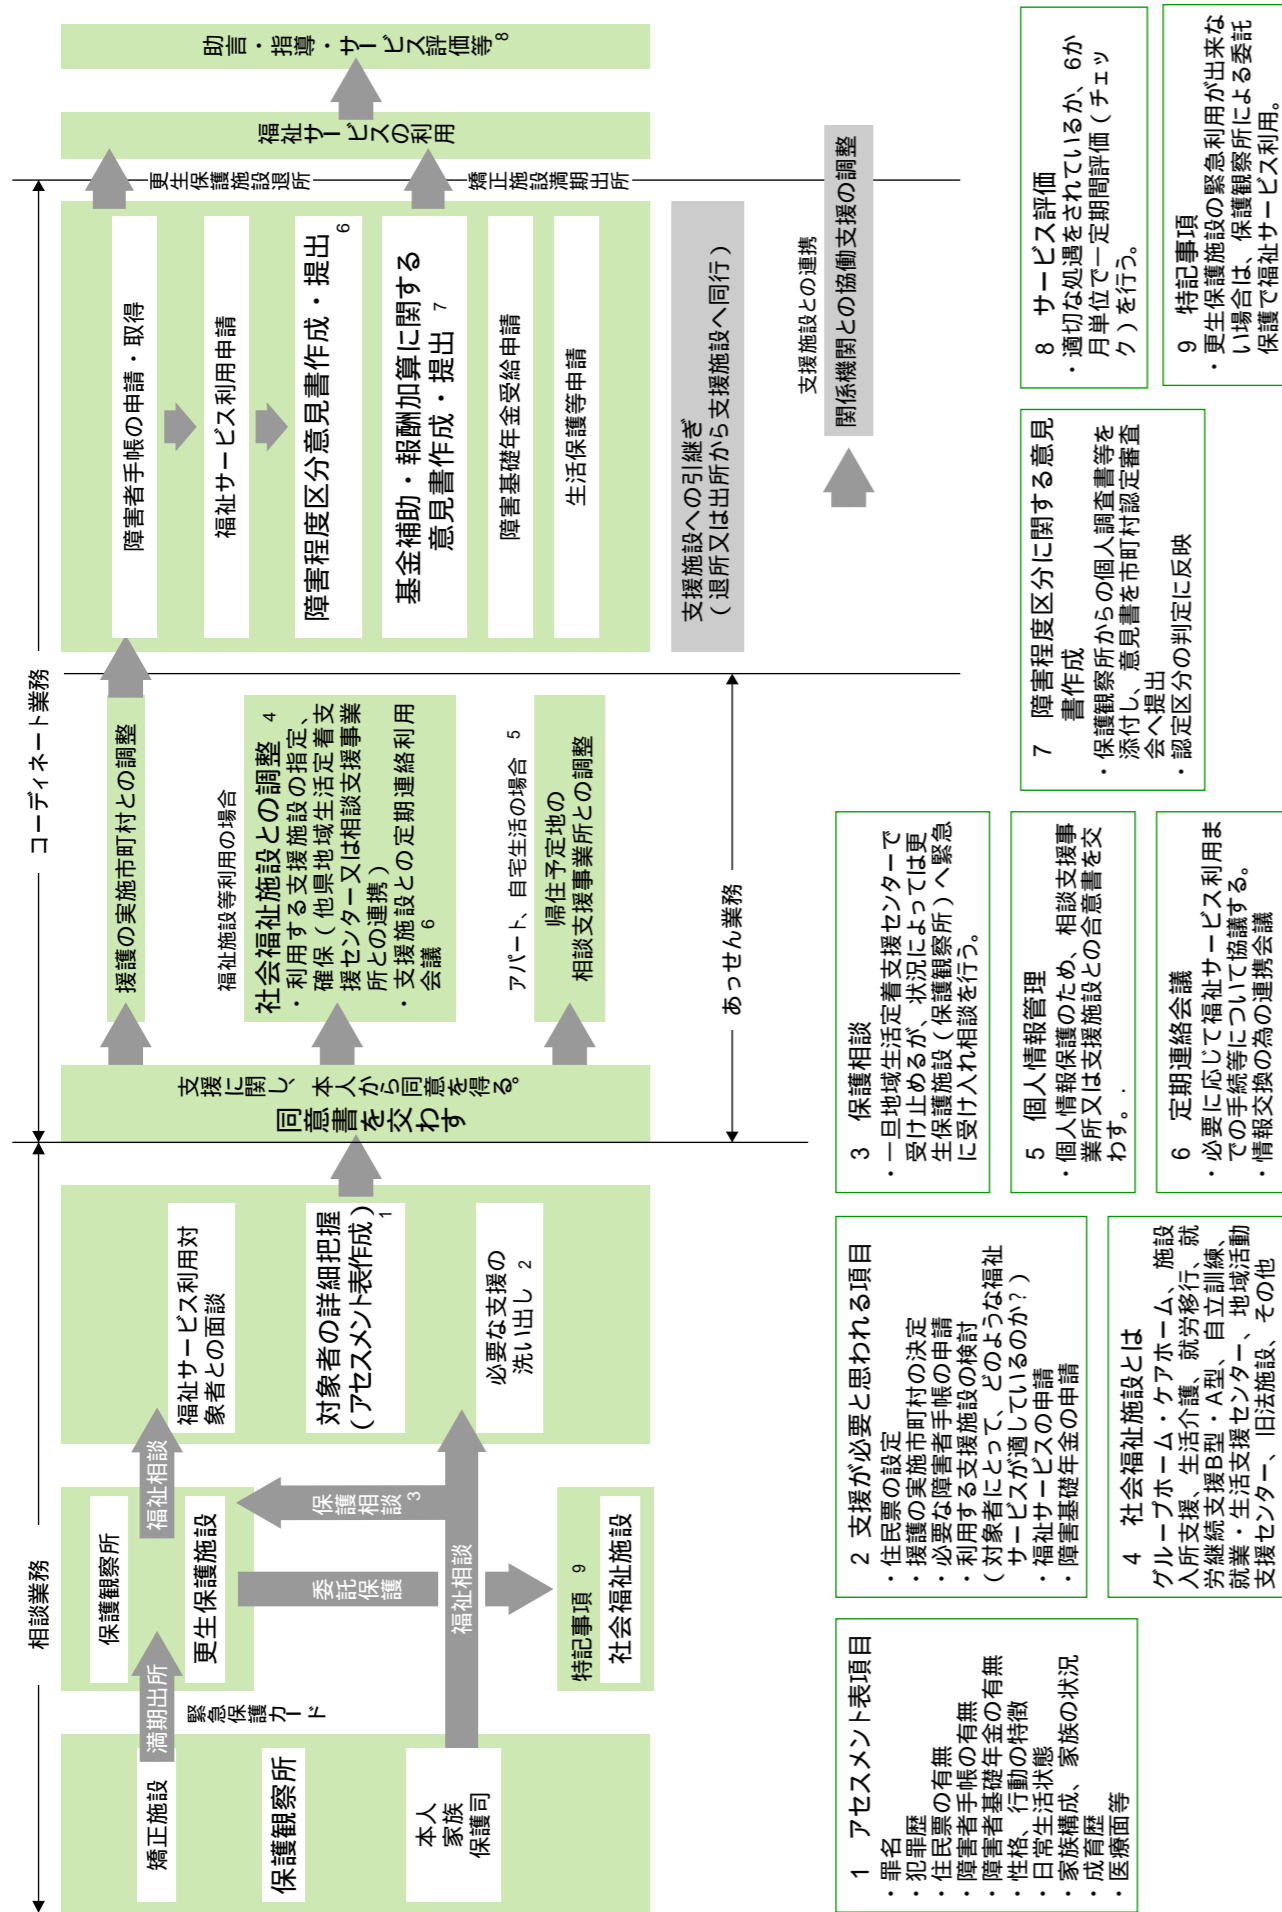 相談業務
コーディネート業務
あっせん業務
矯正施設
保護観察所
本人
家族
保護司
満期出所
緊急
保護
カード
保護観察所
更生保護施設
福祉相談
委託
保護
保護
相談 3
福祉相談
特記事項 9
社会福祉施設
福祉サービス利用対
象者との面談
対象者の詳細把握
(アセスメント表作成) 1
必要な支援の
洗い出し 2
支援に関し、本人から同意を得る。
同意書を交わす
援護の実施市町村との調整
福祉施設等利用の場合
社会福祉施設との調整 4
・利用する支援施設の指定、
確保(他県地域生活定着支
援センター又は相談支援事業
所との連携)
・支援施設との定期連絡利用
会議 6
アパート、自宅生活の場合 5
帰住予定地の
相談支援事業所との調整
障害者手帳の申請・取得
福祉サービス利用申請
障害程度区分意見書作成・提出 6
基金補助・報酬加算に関する
意見書作成・提出 7
障害基礎年金受給申請
生活保護等申請
支援施設への引継ぎ
(退所又は出所から支援施設へ同行)
更生保護施設退所
矯正施設満期出所
福祉サービスの利用
助言・指導・サービス評価等 8
支援施設との連携
関係機関との協働支援の調整
1 アセスメント表項目
・罪名
・犯罪歴
・住民票の有無
・障害者手帳の有無
・障害者基礎年金の有無
・性格、行動の特徴
・日常生活状態
・家族構成、家族の状況
・成育歴
・医療面等
2 支援が必要と思われる項目
・住民票の設定
・援護の実施市町村の決定
・必要な障害者手帳の申請
・利用する支援施設の検討
(対象者にとって、どのような福祉
サービスが適しているのか?)
・福祉サービスの申請
・障害基礎年金の申請
3 保護相談
・一旦地域生活定着支援センターで
受け止めるが、状況によっては更
生保護施設(保護観察所)へ緊急
に受け入れ相談を行う。
4 社会福祉施設とは
グループホーム・ケアホーム、施設
入所支援、生活介護、就労移行、就
労継続支援B型・A型、自立訓練、
就業・生活支援センター、地域活動
支援センター、旧法施設、その他
5 個人情報管理
・個人情報保護のため、相談支援事
業所又は支援施設との合意書を交
わす。.
6 定期連絡会議
・必要に応じて福祉サービス利用ま
での手続等について協議する。
・情報交換の為の連携会議
7 障害程度区分に関する意見
書作成
・保護観察所からの個人調査書等を
添付し、意見書を市町村認定審査
会へ提出
・認定区分の判定に反映
8 サービス評価
・適切な処遇をされているか、6か
月単位で一定期間評価(チェッ
ク)を行う。
9 特記事項
・更生保護施設の緊急利用が出来な
い場合は、保護観察所による委託
保護で福祉サービス利用。